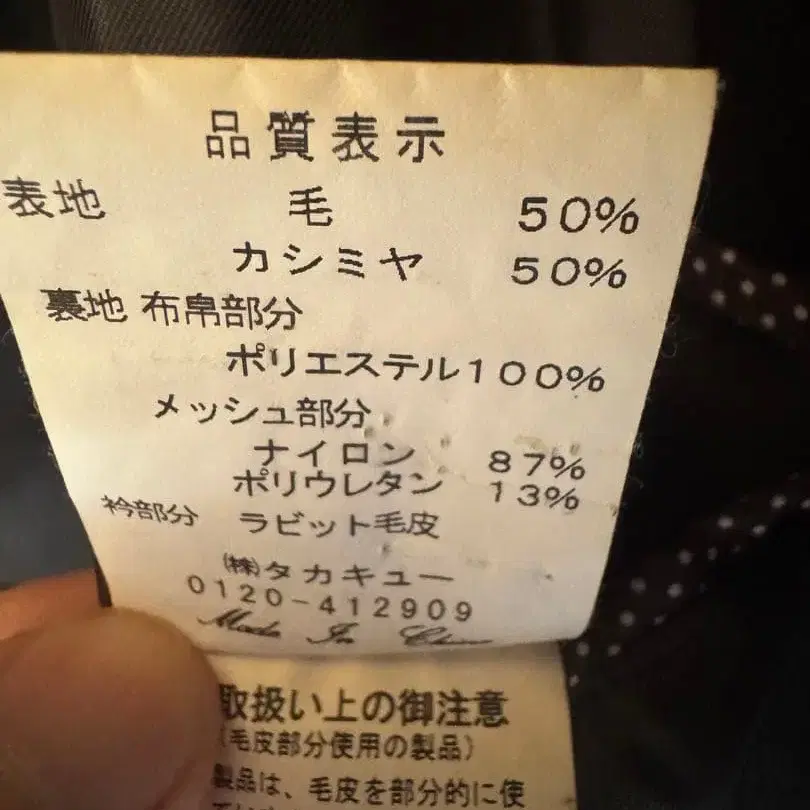 品質表示
表地 毛 50%
カシミヤ 50%
裏地 布帛部分
ポリエステル100%
メッシュ部分
ナイロン 87%
ポリウレタン 13%
衿部分 ラビット毛皮
㈱タカキュー
0120-412909
Made In China
取扱い上の御注意
(毛皮部分使用の製品)
製品は、毛皮を部分的に使